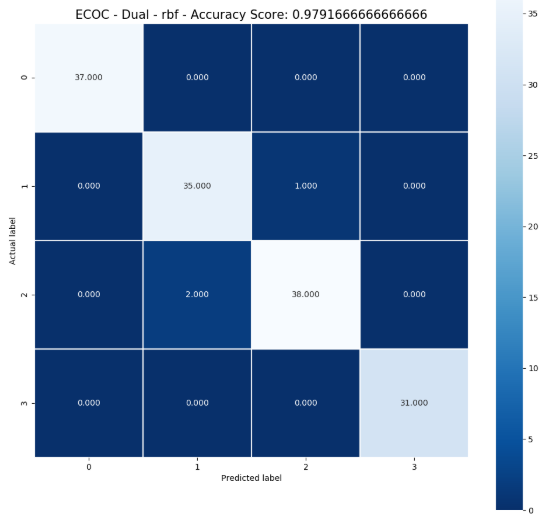 ECOC - Dual - rbf - Accuracy Score: 0.9791666666666666
35
30
25
20
15
10
5
0
Actual label
0
37.000 0.000 0.000 0.000
1
0.000 35.000 1.000 0.000
2
0.000 2.000 38.000 0.000
3
0.000 0.000 0.000 31.000
0 1 2 3
Predicted label